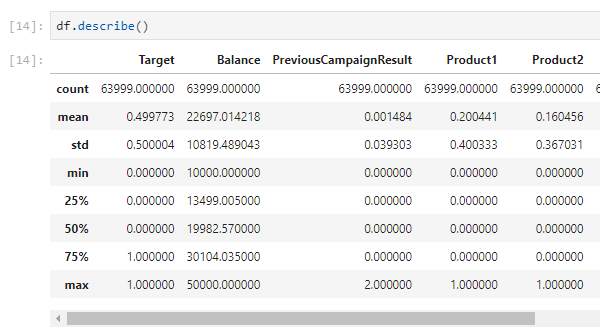 [14]: df.describe()
[14]: Target Balance PreviousCampaignResult Product1 Product2
count 63999.000000 63999.000000 63999.000000 63999.000000 63999.000000 6
mean 0.499773 22697.014218 0.001484 0.200441 0.160456
std 0.500004 10819.489043 0.039303 0.400333 0.367031
min 0.000000 10000.000000 0.000000 0.000000 0.000000
25% 0.000000 13499.005000 0.000000 0.000000 0.000000
50% 0.000000 19982.570000 0.000000 0.000000 0.000000
75% 1.000000 30104.035000 0.000000 0.000000 0.000000
max 1.000000 50000.000000 2.000000 1.000000 1.000000